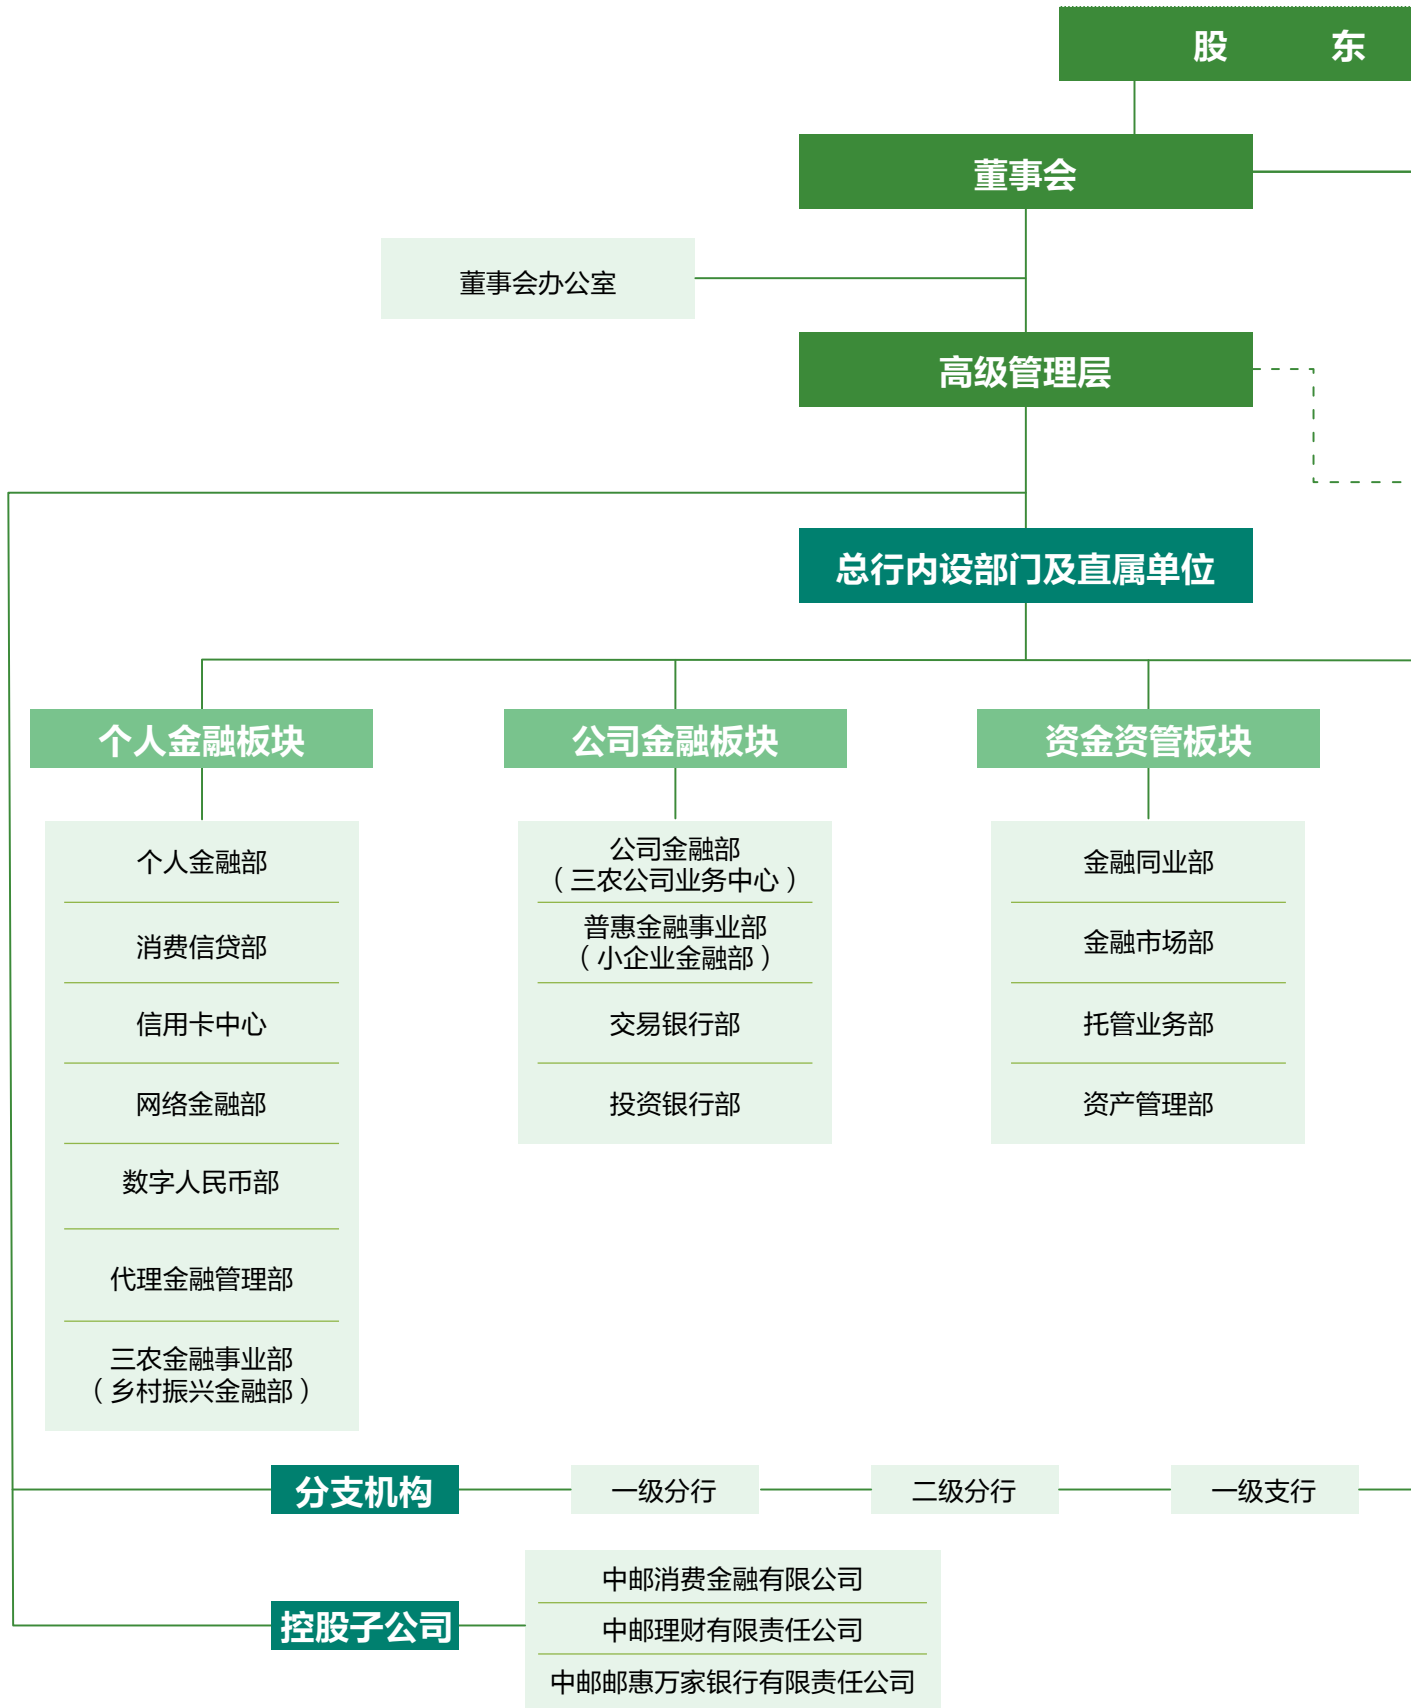 股 东
董事会
董事会办公室
高级管理层
总行内设部门及直属单位
个人金融板块
个人金融部
消费信贷部
信用卡中心
网络金融部
数字人民币部
代理金融管理部
三农金融事业部
（乡村振兴金融部）
公司金融板块
公司金融部
（三农公司业务中心）
普惠金融事业部
（小企业金融部）
交易银行部
投资银行部
资金资管板块
金融同业部
金融市场部
托管业务部
资产管理部
分支机构
一级分行
二级分行
一级支行
控股子公司
中邮消费金融有限公司
中邮理财有限责任公司
中邮邮惠万家银行有限责任公司